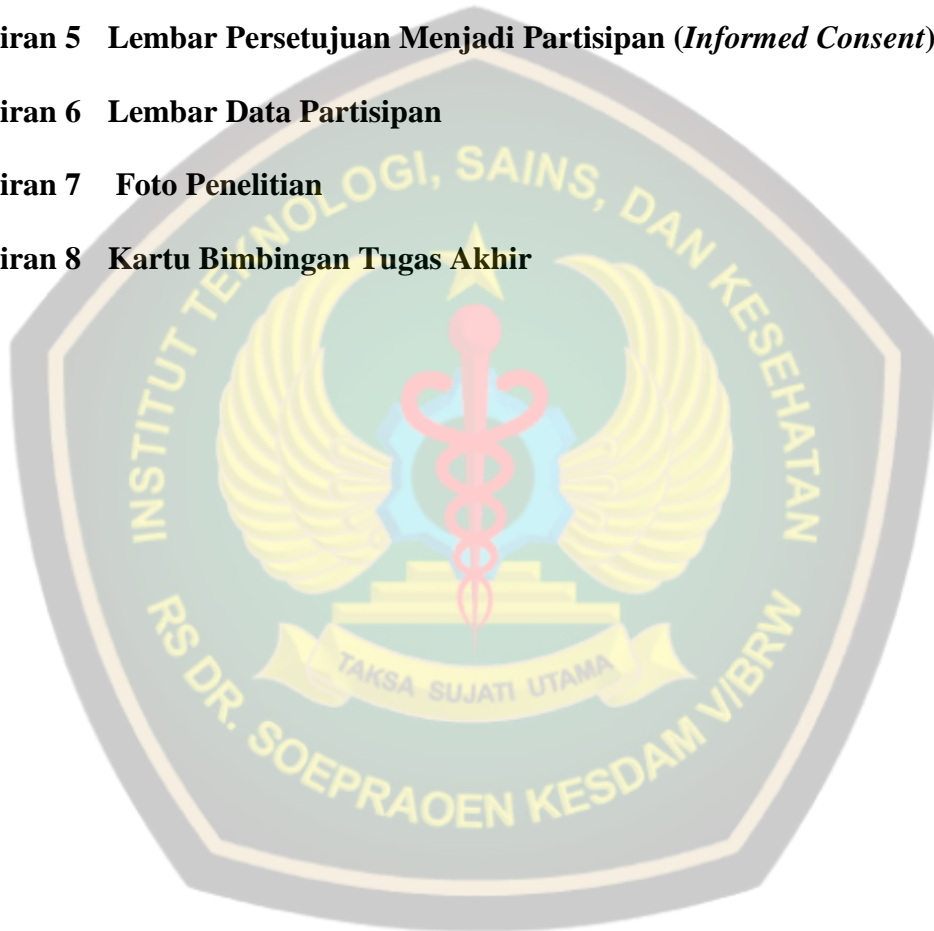 iran 5 Lembar Persetujuan Menjadi Partisipan (Informed Consent)
iran 6 Lembar Data Partisipan
iran 7 Foto Penelitian
iran 8 Kartu Bimbingan Tugas Akhir
INSTITUT TEKNOLOGI, SAINS, DAN KESEHATAN
TAKSA SUJATI UTAMA
RS DR. SOEPRAOEN KESDAM V/BRW